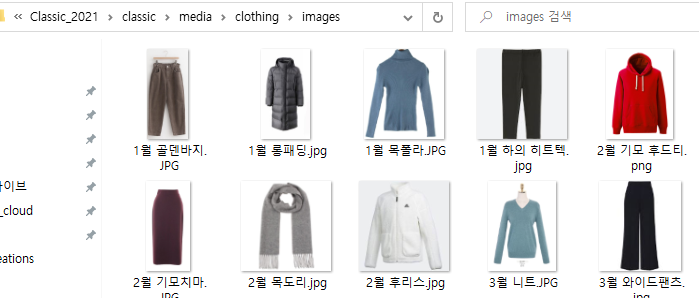 « Classic_2021 › classic › media › clothing › images
images 검색
1월 골덴바지.
JPG
1월 롱패딩.jpg
1월 목폴라.JPG
1월 하의 히트텍.
jpg
2월 기모 후드티.
png
라이브
_cloud
eations
2월 기모치마.
JPG
2월 목도리.jpg
2월 후리스.jpg
3월 니트.JPG
3월 와이드팬츠.
jpg